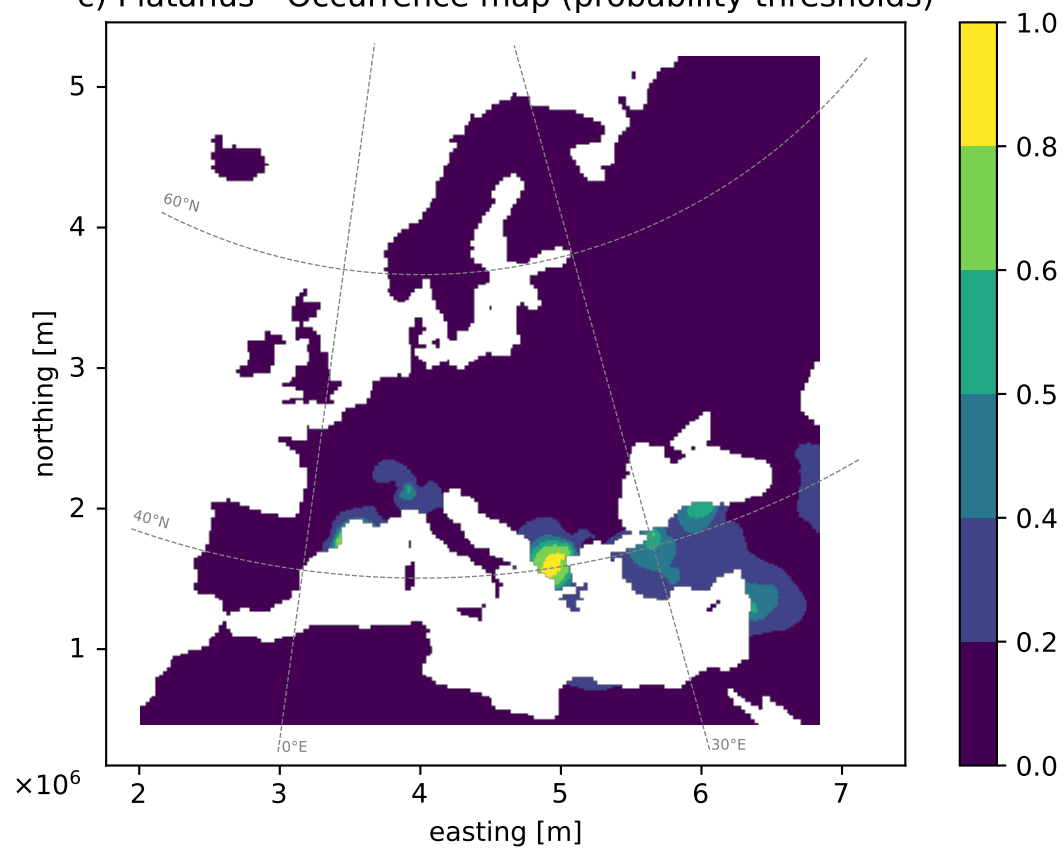 c) Platanus - Occurrence map (probability thresholds)
1.0
0.8
0.6
0.5
0.4
0.2
0.0
5
4
3
2
1
northing [m]
60°N
40°N
0°E
30°E
×10⁶
2 3 4 5 6 7
easting [m]